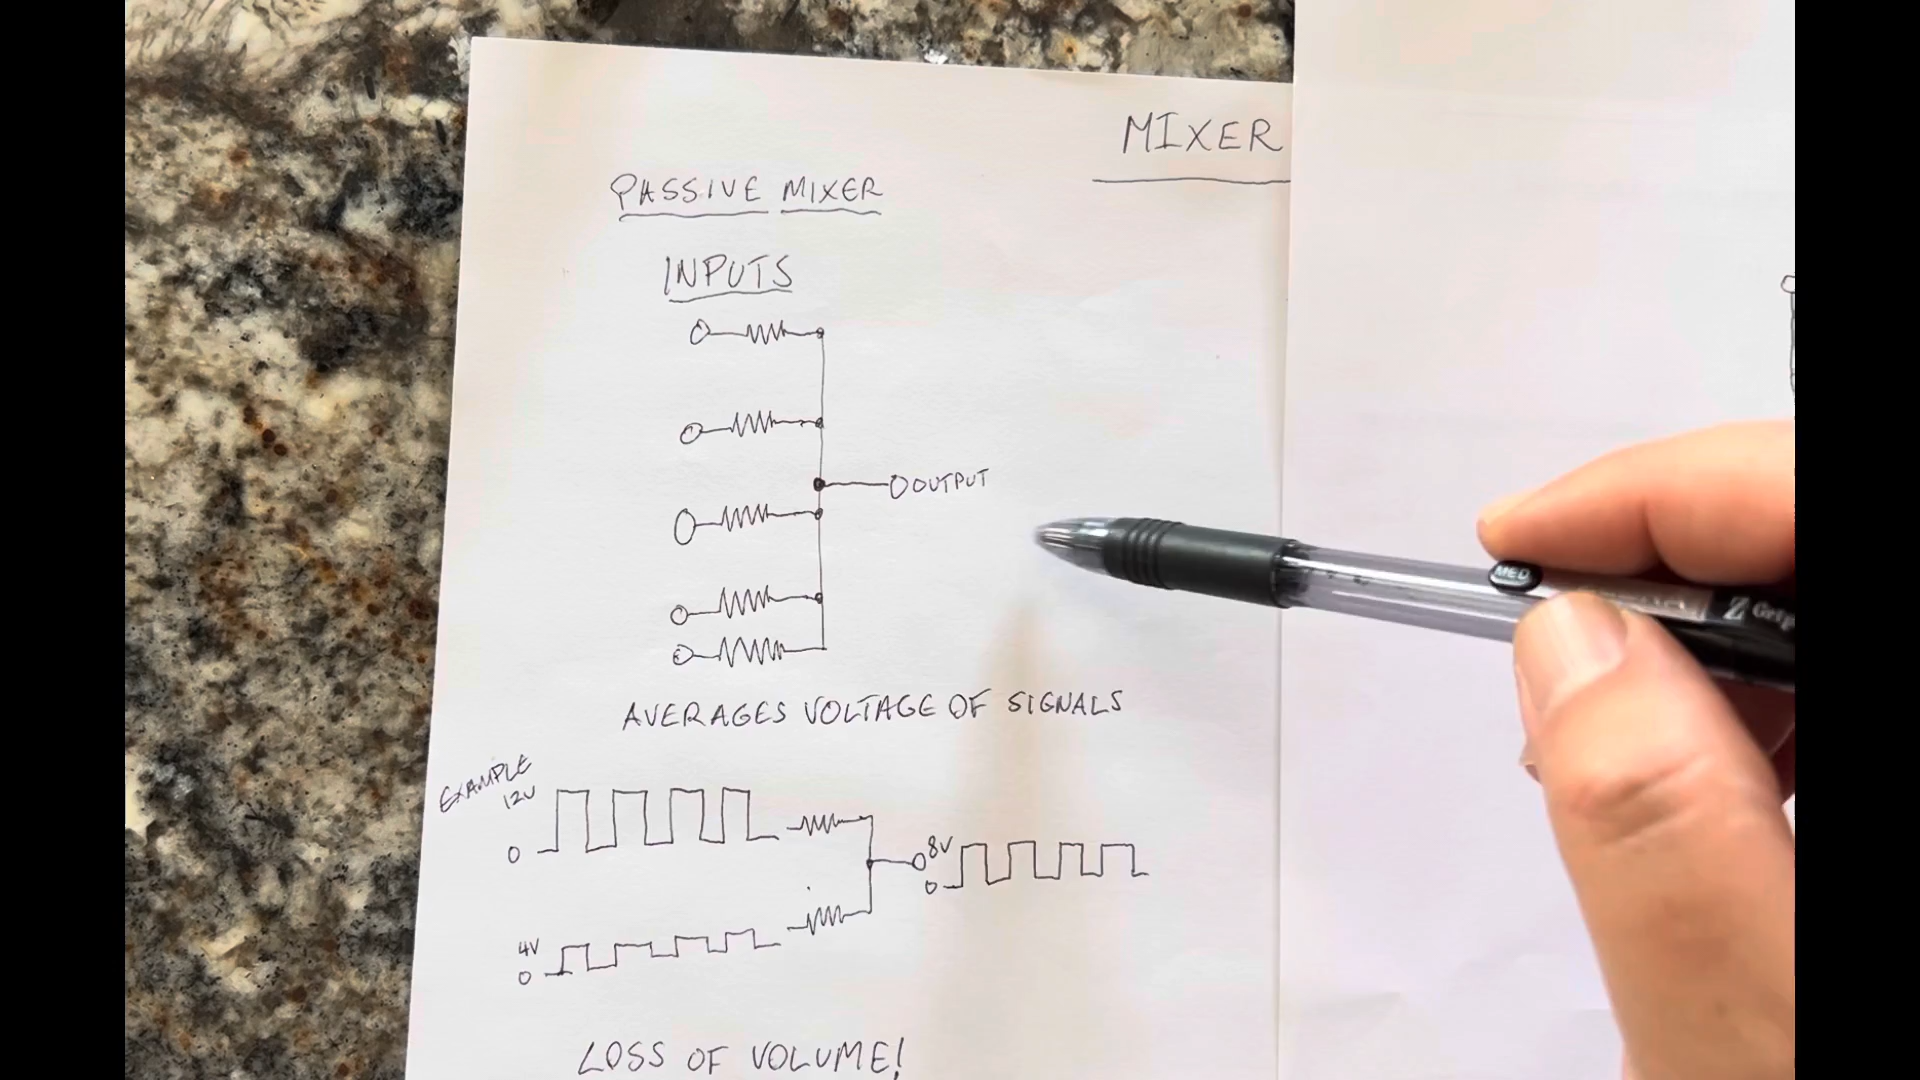 MIXER
PASSIVE MIXER
INPUTS
OUTPUT
AVERAGES VOLTAGE OF SIGNALS
EXAMPLE
12V
0
8V
0
4V
0
LOSS OF VOLUME!
MED
Z Grip